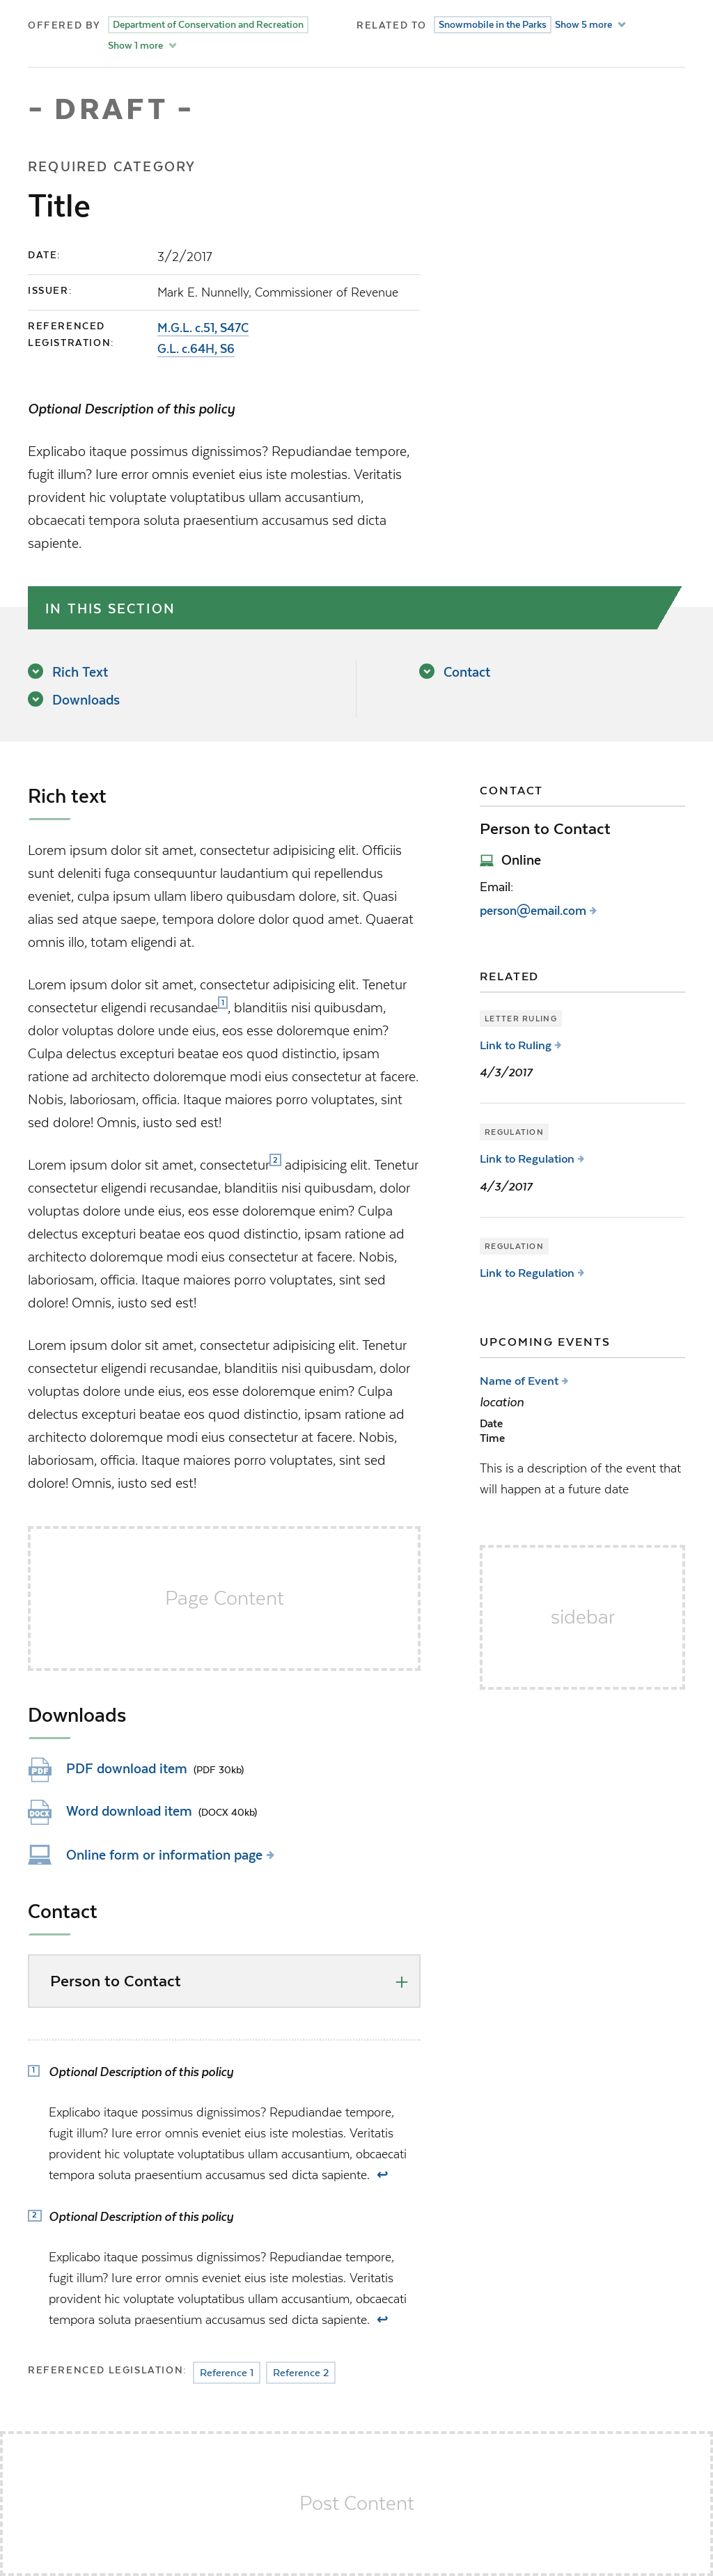 OFFERED BY Department of Conservation and Recreation
Show 1 more
RELATED TO Snowmobile in the Parks Show 5 more
- DRAFT -
REQUIRED CATEGORY
Title
DATE: 3/2/2017
ISSUER: Mark E. Nunnelly, Commissioner of Revenue
REFERENCED
LEGISTRATION:
M.G.L. c.51, S47C
G.L. c.64H, S6
Optional Description of this policy
Explicabo itaque possimus dignissimos? Repudiandae tempore,
fugit illum? Iure error omnis eveniet eius iste molestias. Veritatis
provident hic voluptate voluptatibus ullam accusantium,
obcaecati tempora soluta praesentium accusamus sed dicta
sapiente.
IN THIS SECTION
Rich Text
Downloads
Contact
Rich text
Lorem ipsum dolor sit amet, consectetur adipisicing elit. Officiis
sunt deleniti fuga consequuntur laudantium qui repellendus
eveniet, culpa ipsum ullam libero quibusdam dolore, sit. Quasi
alias sed atque saepe, tempora dolore dolor quod amet. Quaerat
omnis illo, totam eligendi at.
Lorem ipsum dolor sit amet, consectetur adipisicing elit. Tenetur
consectetur eligendi recusandae1, blanditiis nisi quibusdam,
dolor voluptas dolore unde eius, eos esse doloremque enim?
Culpa delectus excepturi beatae eos quod distinctio, ipsam
ratione ad architecto doloremque modi eius consectetur at facere.
Nobis, laboriosam, officia. Itaque maiores porro voluptates, sint
sed dolore! Omnis, iusto sed est!
Lorem ipsum dolor sit amet, consectetur2 adipisicing elit. Tenetur
consectetur eligendi recusandae, blanditiis nisi quibusdam, dolor
voluptas dolore unde eius, eos esse doloremque enim? Culpa
delectus excepturi beatae eos quod distinctio, ipsam ratione ad
architecto doloremque modi eius consectetur at facere. Nobis,
laboriosam, officia. Itaque maiores porro voluptates, sint sed
dolore! Omnis, iusto sed est!
Lorem ipsum dolor sit amet, consectetur adipisicing elit. Tenetur
consectetur eligendi recusandae, blanditiis nisi quibusdam, dolor
voluptas dolore unde eius, eos esse doloremque enim? Culpa
delectus excepturi beatae eos quod distinctio, ipsam ratione ad
architecto doloremque modi eius consectetur at facere. Nobis,
laboriosam, officia. Itaque maiores porro voluptates, sint sed
dolore! Omnis, iusto sed est!
Page Content
Downloads
PDF PDF download item (PDF 30kb)
DOCX Word download item (DOCX 40kb)
Online form or information page
Contact
Person to Contact
1 Optional Description of this policy
Explicabo itaque possimus dignissimos? Repudiandae tempore,
fugit illum? Iure error omnis eveniet eius iste molestias. Veritatis
provident hic voluptate voluptatibus ullam accusantium, obcaecati
tempora soluta praesentium accusamus sed dicta sapiente. ↩
2 Optional Description of this policy
Explicabo itaque possimus dignissimos? Repudiandae tempore,
fugit illum? Iure error omnis eveniet eius iste molestias. Veritatis
provident hic voluptate voluptatibus ullam accusantium, obcaecati
tempora soluta praesentium accusamus sed dicta sapiente. ↩
REFERENCED LEGISLATION: Reference 1 Reference 2
CONTACT
Person to Contact
Online
Email:
person@email.com
RELATED
LETTER RULING
Link to Ruling
4/3/2017
REGULATION
Link to Regulation
4/3/2017
REGULATION
Link to Regulation
UPCOMING EVENTS
Name of Event
location
Date
Time
This is a description of the event that
will happen at a future date
sidebar
Post Content